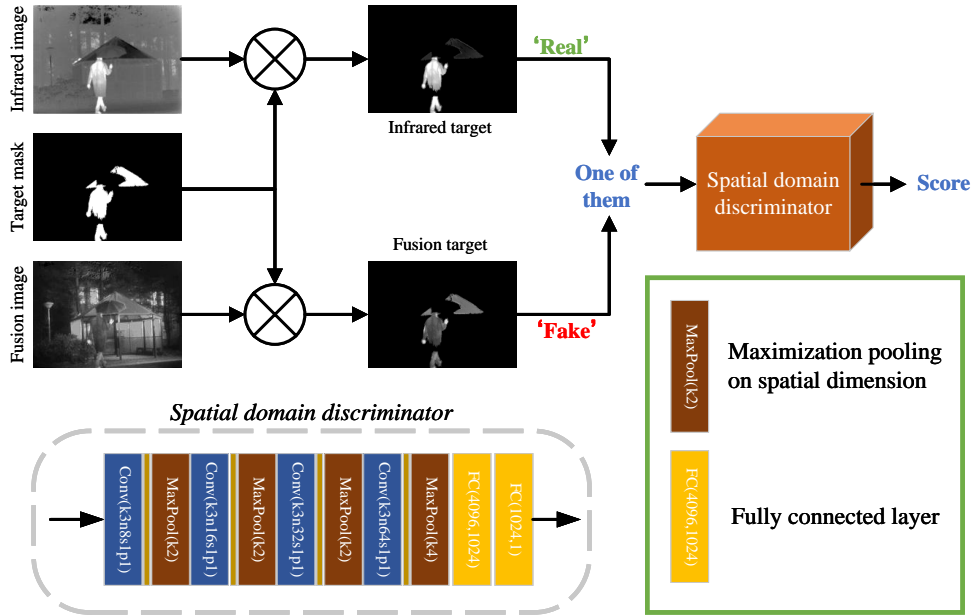 Infrared image
Target mask
Fusion image
Infrared target
Fusion target
‘Real’
‘Fake’
One of
them
Spatial domain
discriminator
Score
Spatial domain discriminator
Conv(k3n8s1p1)
MaxPool(k2)
Conv(k3n16s1p1)
MaxPool(k2)
Conv(k3n32s1p1)
MaxPool(k2)
Conv(k3n64s1p1)
MaxPool(k4)
FC(4096,1024)
FC(1024,1)
MaxPool(k2)
Maximization pooling
on spatial dimension
FC(4096,1024)
Fully connected layer